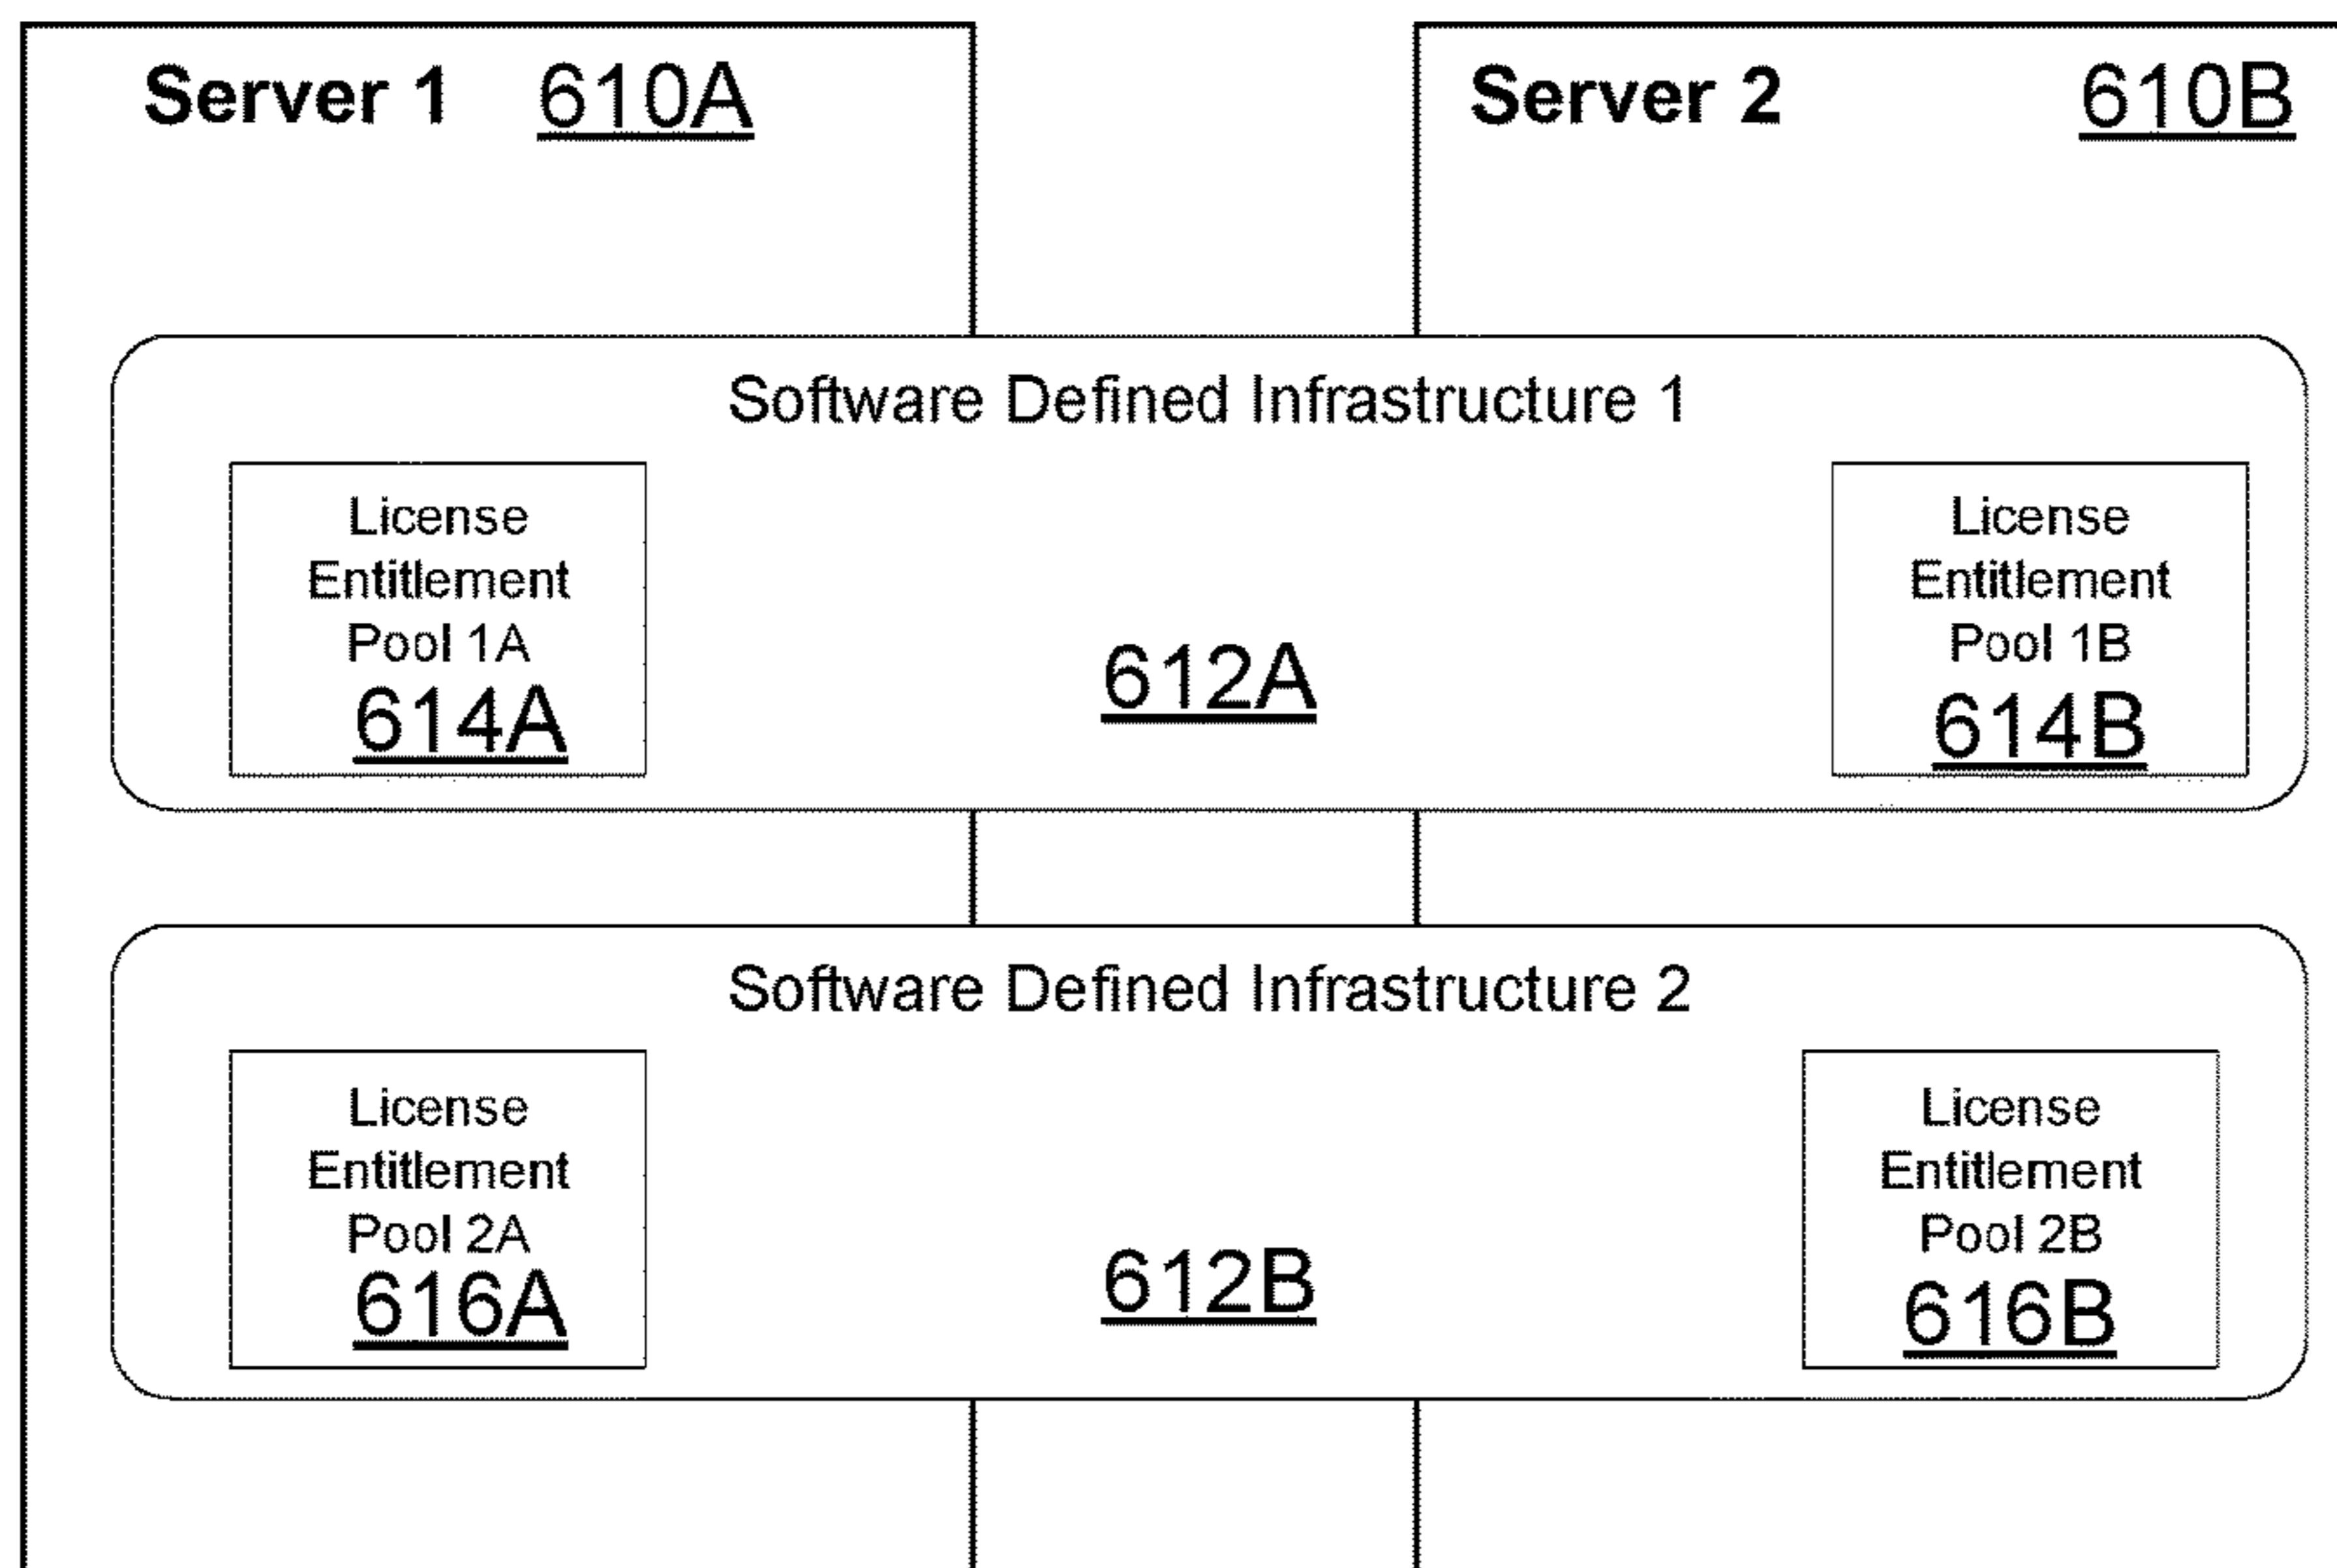 Server 1 610A
Server 2 610B
Software Defined Infrastructure 1
License
Entitlement
Pool 1A
614A
612A
License
Entitlement
Pool 1B
614B
Software Defined Infrastructure 2
License
Entitlement
Pool 2A
616A
612B
License
Entitlement
Pool 2B
616B